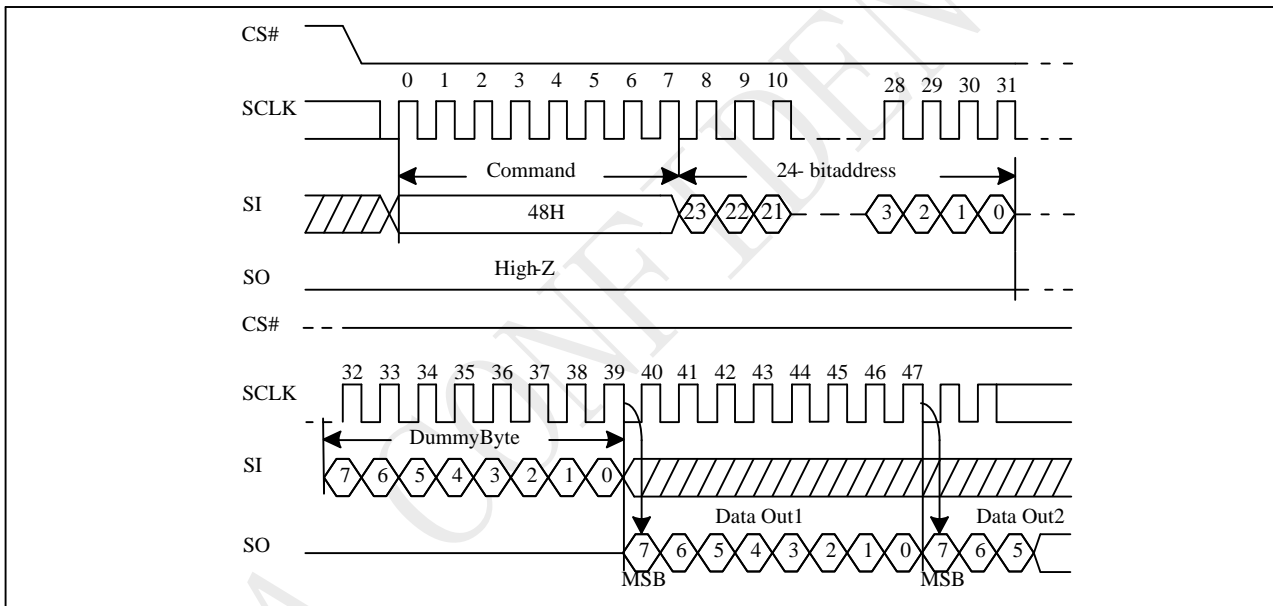 CS#
0 1 2 3 4 5 6 7 8 9 10 28 29 30 31
SCLK
Command 24- bitaddress
SI 48H 23 22 21 3 2 1 0
High-Z
SO
CS#
32 33 34 35 36 37 38 39 40 41 42 43 44 45 46 47
SCLK
DummyByte
SI 7 6 5 4 3 2 1 0
Data Out1 Data Out2
SO 7 6 5 4 3 2 1 0 7 6 5
MSB MSB
CONF IDEN
A